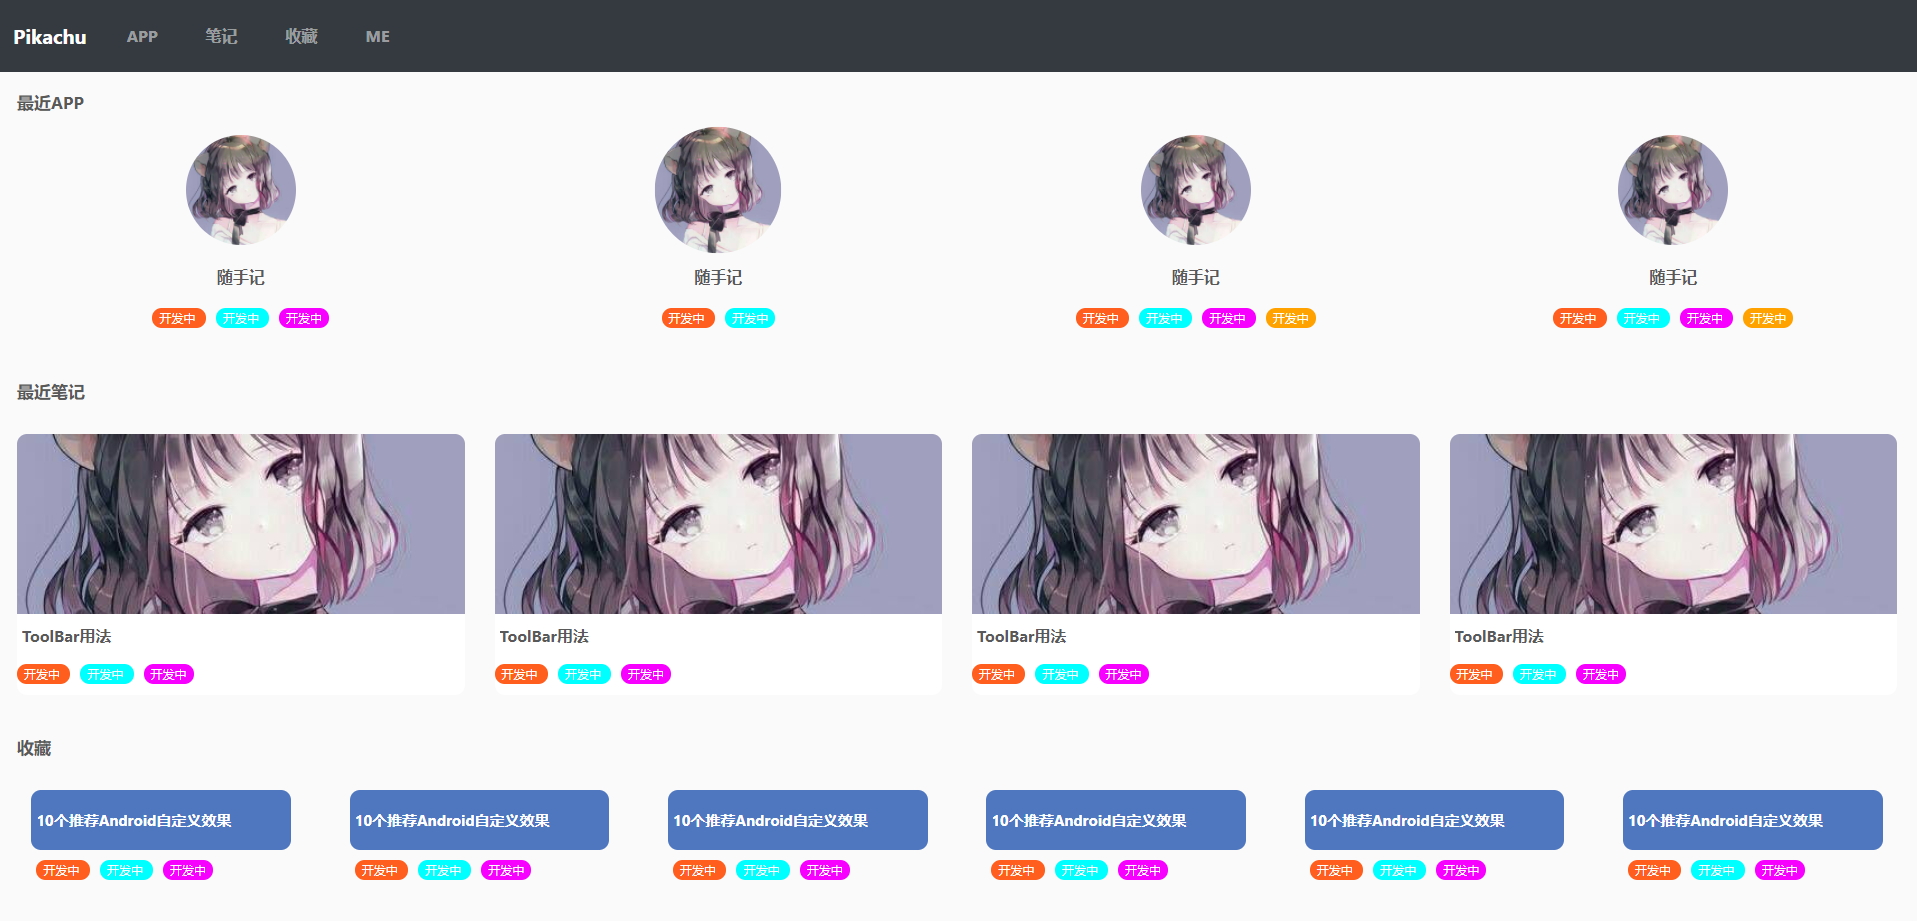 Pikachu APP 笔记 收藏 ME
最近APP
随手记 随手记 随手记 随手记
开发中 开发中 开发中 开发中 开发中 开发中 开发中 开发中 开发中 开发中 开发中 开发中 开发中
最近笔记
ToolBar用法 ToolBar用法 ToolBar用法 ToolBar用法
开发中 开发中 开发中 开发中 开发中 开发中 开发中 开发中 开发中 开发中 开发中 开发中
收藏
10个推荐Android自定义效果 10个推荐Android自定义效果 10个推荐Android自定义效果 10个推荐Android自定义效果 10个推荐Android自定义效果 10个推荐Android自定义效果
开发中 开发中 开发中 开发中 开发中 开发中 开发中 开发中 开发中 开发中 开发中 开发中 开发中 开发中 开发中 开发中 开发中 开发中